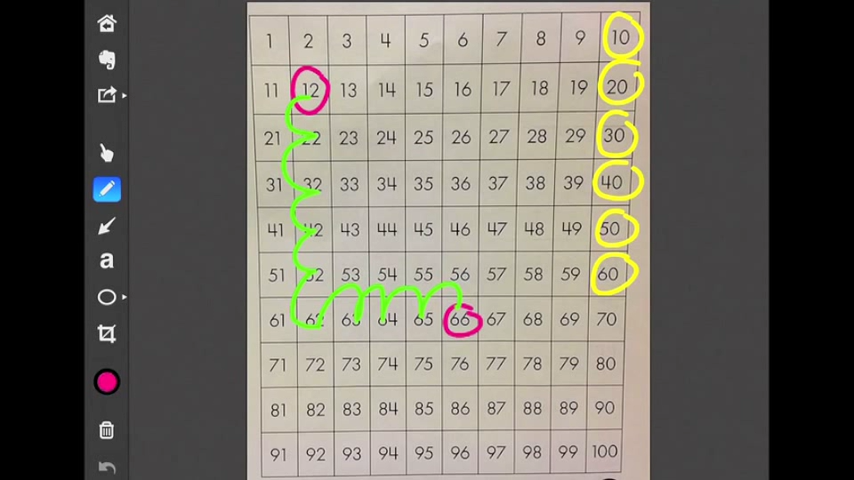 1 2 3 4 5 6 7 8 9 10
11 12 13 14 15 16 17 18 19 20
21 22 23 24 25 26 27 28 29 30
31 32 33 34 35 36 37 38 39 40
41 42 43 44 45 46 47 48 49 50
51 52 53 54 55 56 57 58 59 60
61 62 63 64 65 66 67 68 69 70
71 72 73 74 75 76 77 78 79 80
81 82 83 84 85 86 87 88 89 90
91 92 93 94 95 96 97 98 99 100
a